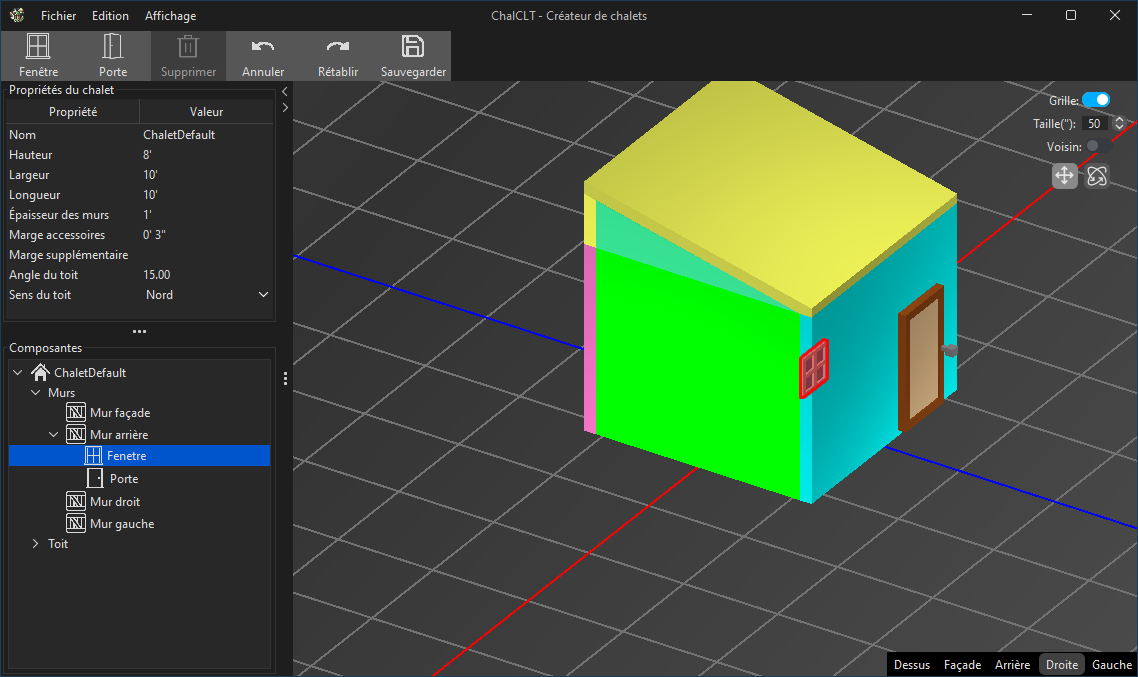 Fichier Edition Affichage ChalCLT - Créateur de chalets
Fenêtre Porte Supprimer Annuler Rétablir Sauvegarder
Propriétés du chalet
Propriété Valeur
Nom ChaletDefault
Hauteur 8'
Largeur 10'
Longueur 10'
Épaisseur des murs 1'
Marge accessoires 0' 3"
Marge supplémentaire
Angle du toit 15.00
Sens du toit Nord
Composantes
ChaletDefault
Murs
Mur façade
Mur arrière
Fenetre
Porte
Mur droit
Mur gauche
Toit
Grille:
Taille("): 50
Voisin:
Dessus Façade Arrière Droite Gauche